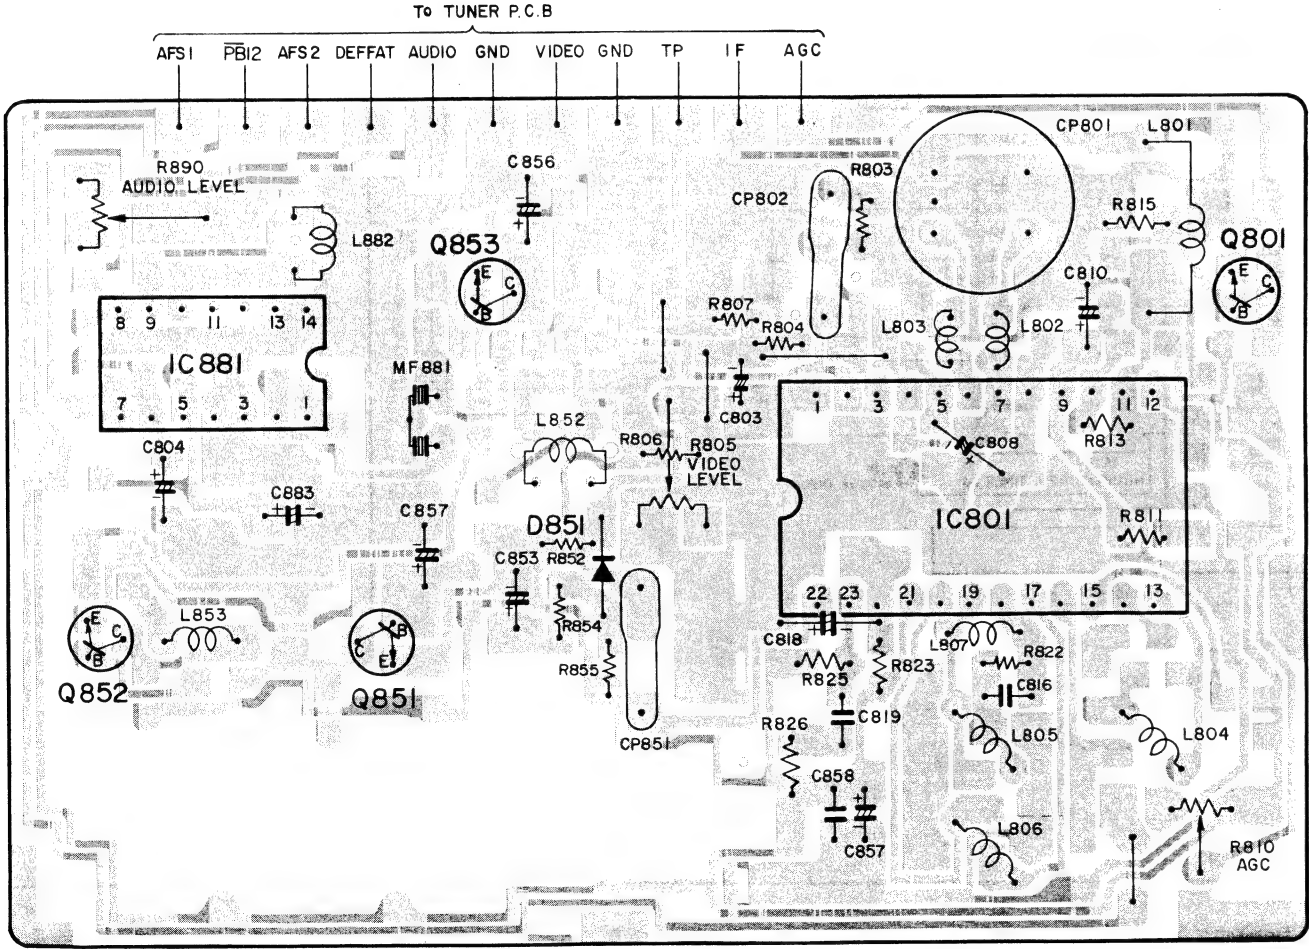 TO TUNER P.C.B
AFS1 PB12 AFS2 DEFFAT AUDIO GND VIDEO GND TP IF AGC
CP801 L801
R890
AUDIO LEVEL
C856
R803
CP802
R815
L882
Q853
Q801
E
C
B
C810
E
C
B
R807
L803
L802
R804
8 9 11 13 14
IC881
MF881
7 5 3 1
C803
1 3 5 7 9 11 12
C804
L852
R806
R805
VIDEO
LEVEL
C808
R813
C883
C857
D851
IC801
R811
C853
R852
22 23 21 19 17 15 13
E
C
B
L853
B
C
E
R854
C818
L807
R822
R855
R825
R823
C816
Q852
Q851
R826
C819
L805
L804
CP851
C858
L806
C857
R810
AGC